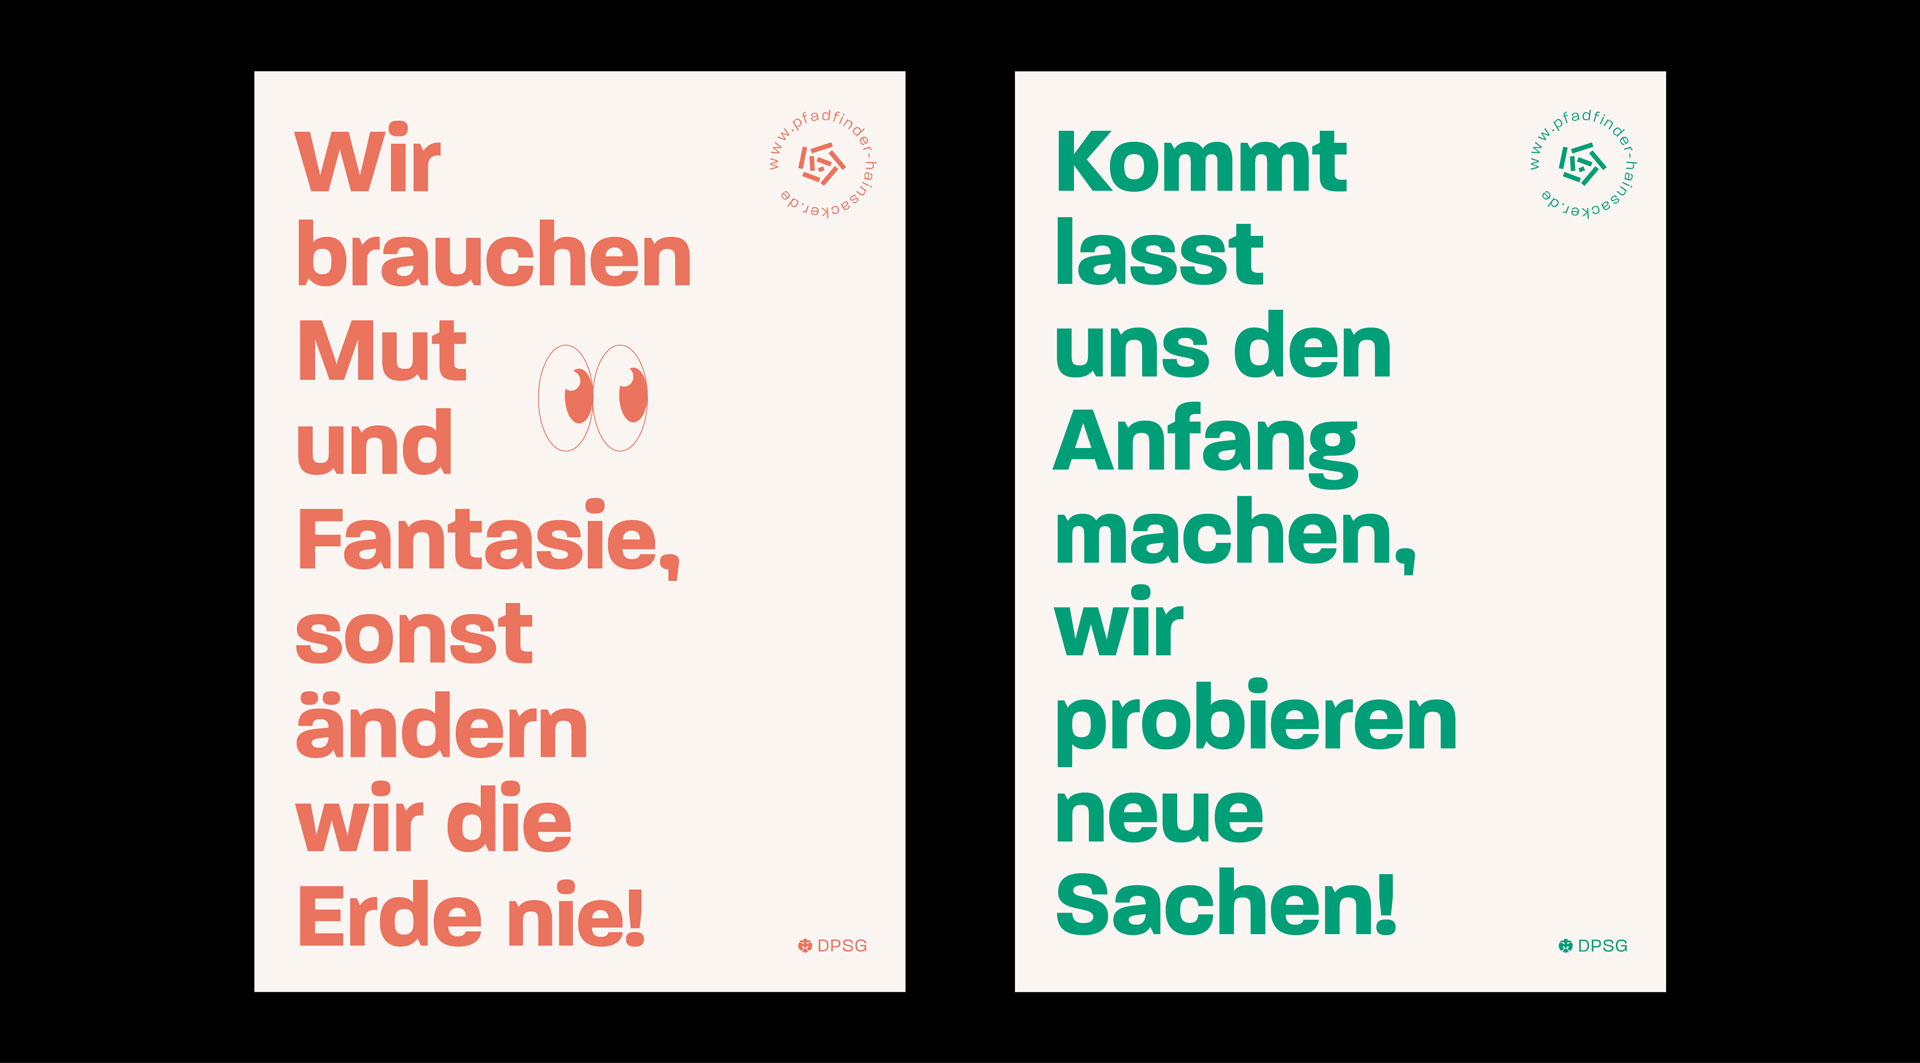 Wir
brauchen
Mut
und
Fantasie,
sonst
ändern
wir die
Erde nie!
www.pfadfinder-hainsacker.de
DPSG
Kommt
lasst
uns den
Anfang
machen,
wir
probieren
neue
Sachen!
www.pfadfinder-hainsacker.de
DPSG